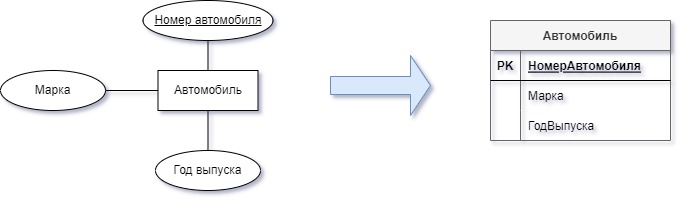 Номер автомобиля
Марка
Автомобиль
Год выпуска
Автомобиль
PK НомерАвтомобиля
Марка
ГодВыпуска